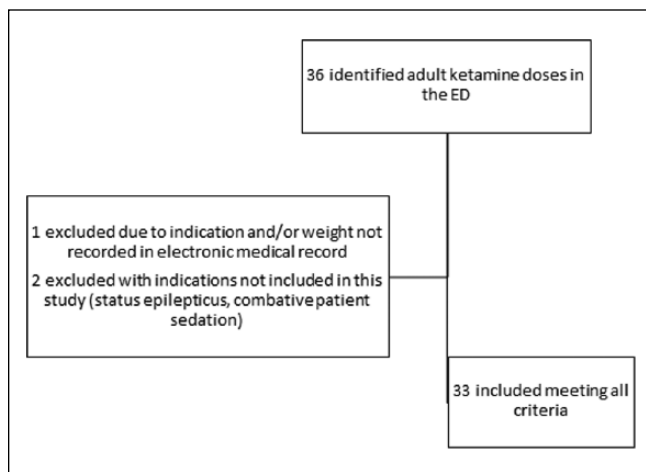 36 identified adult ketamine doses in
the ED
1 excluded due to indication and/or weight not
recorded in electronic medical record
2 excluded with indications not included in this
study (status epilepticus, combative patient
sedation)
33 included meeting all
criteria